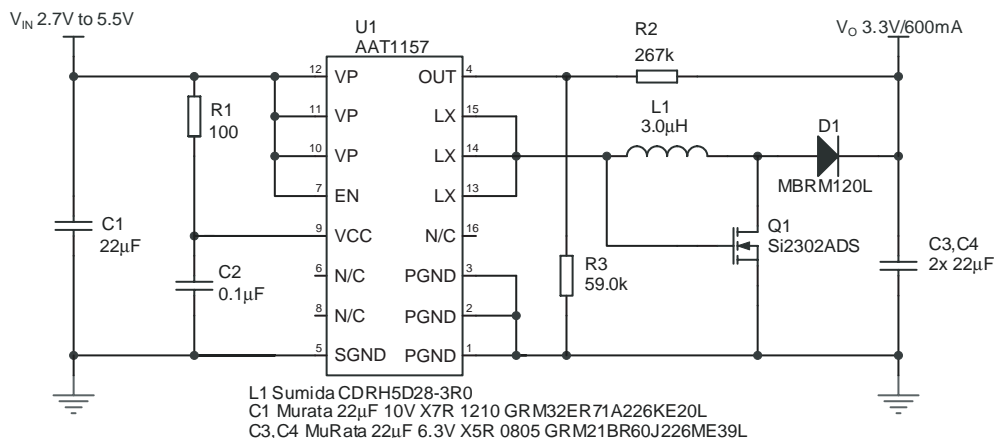 V_IN 2.7V to 5.5V
V_O 3.3V/600mA
U1
AAT1157
R2
267k
12 VP
OUT 4
11 VP
LX 15
10 VP
LX 14
7 EN
LX 13
9 VCC
N/C 16
6 N/C
PGND 3
8 N/C
PGND 2
5 SGND
PGND 1
R1
100
L1
3.0µH
D1
MBRM120L
C1
22µF
C2
0.1µF
Q1
Si2302ADS
R3
59.0k
C3,C4
2x 22µF
L1 Sumida CDRH5D28-3R0
C1 Murata 22µF 10V X7R 1210 GRM32ER71A226KE20L
C3,C4 MuRata 22µF 6.3V X5R 0805 GRM21BR60J226ME39L